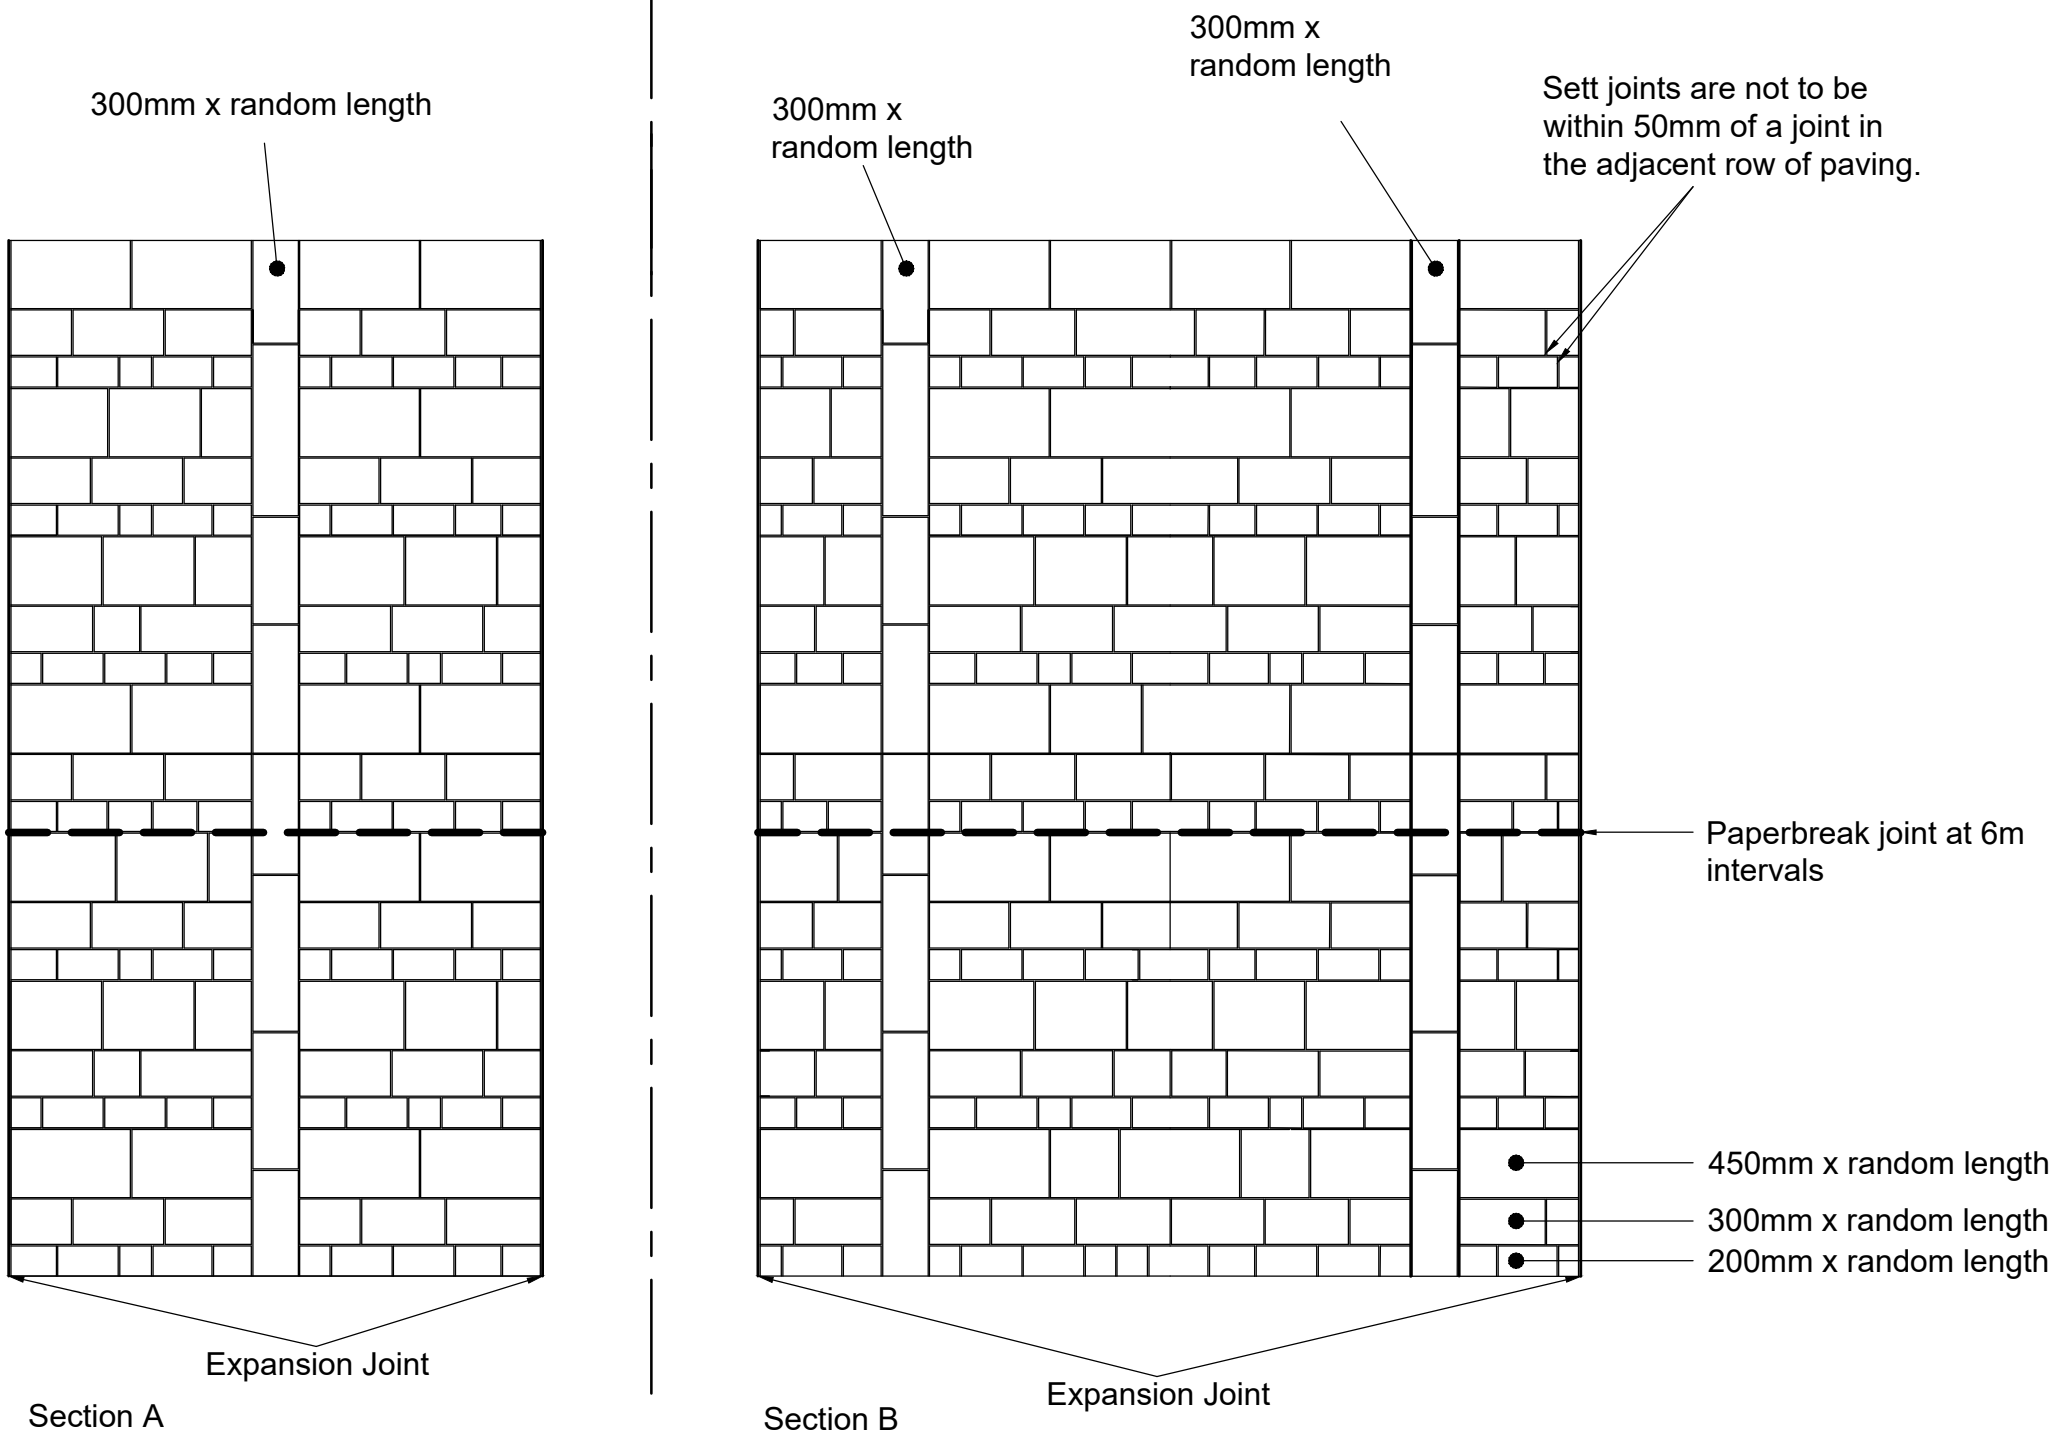 300mm x random length
300mm x
random length
300mm x
random length
Sett joints are not to be
within 50mm of a joint in
the adjacent row of paving.
Paperbreak joint at 6m
intervals
450mm x random length
300mm x random length
200mm x random length
Expansion Joint
Section A
Expansion Joint
Section B